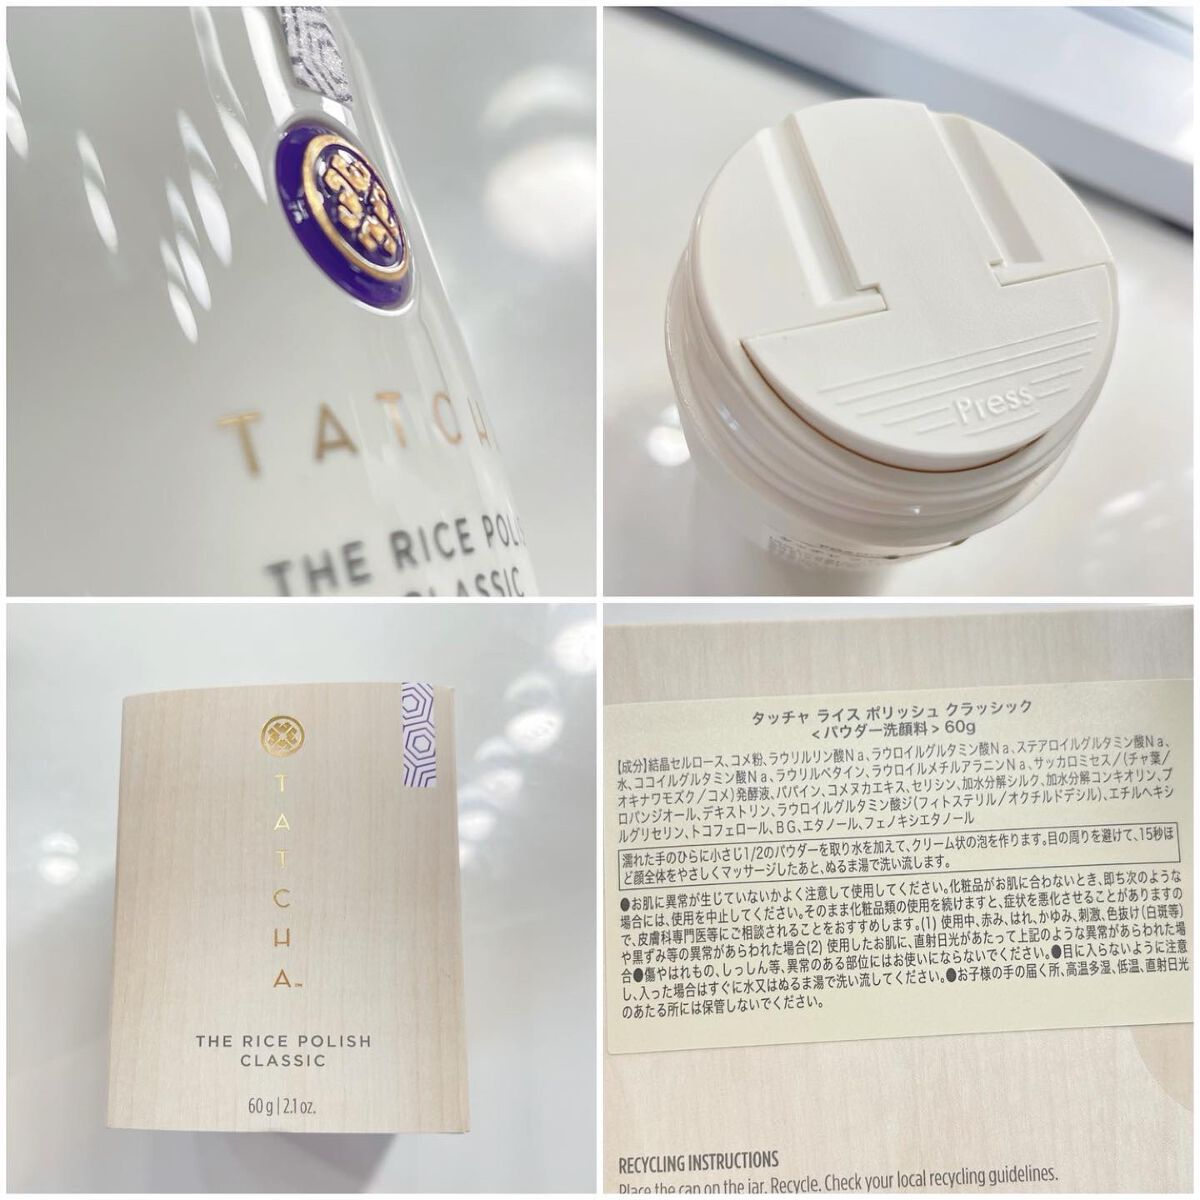 TATCH
THE RICE POLIS
CLASSIC
Press
TATCHA™
THE RICE POLISH
CLASSIC
60 g | 2.1 oz.
タッチャ ライス ポリッシュ クラッシック
<パウダー洗顔料> 60g
【成分】結晶セルロース、コメ粉、ラウリルリン酸Na、ラウロイルグルタミン酸Na、ステアロイルグルタミン酸Na、
水、ココイルグルタミン酸Na、ラウリルベタイン、ラウロイルメチルアラニンNa、サッカロミセス/(チャ葉/
オキナワモズク/コメ)発酵液、パパイン、コメヌカエキス、セリシン、加水分解シルク、加水分解コンキオリン、プ
ロパンジオール、デキストリン、ラウロイルグルタミン酸ジ(フィトステリル/オクチルドデシル)、エチルヘキシ
ルグリセリン、トコフェロール、BG、エタノール、フェノキシエタノール
濡れた手のひらに小さじ1/2のパウダーを取り水を加えて、クリーム状の泡を作ります。目の周りを避けて、15秒ほ
ど顔全体をやさしくマッサージしたあと、ぬるま湯で洗い流します。
●お肌に異常が生じていないかよく注意して使用してください。化粧品がお肌に合わないとき、即ち次のような
場合には、使用を中止してください。そのまま化粧品類の使用を続けますと、症状を悪化させることがありますの
で、皮膚科専門医等にご相談されることをおすすめします。(1) 使用中、赤み、はれ、かゆみ、刺激、色抜け(白斑等)
や黒ずみ等の異常があらわれた場合(2) 使用したお肌に、直射日光があたって上記のような異常があらわれた場
合●傷やはれもの、しっしん等、異常のある部位にはお使いにならないでください。●目に入らないように注意
し、入った場合はすぐに水又はぬるま湯で洗い流してください。●お子様の手の届く所、高温多湿、低温、直射日光
のあたる所には保管しないでください。
RECYCLING INSTRUCTIONS
Place the cap on the jar. Recycle. Check your local recycling guidelines.